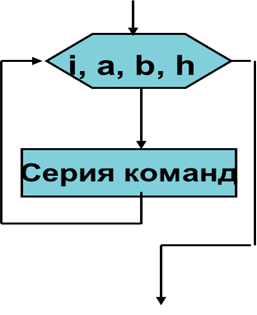 i, a, b, h
Серия команд